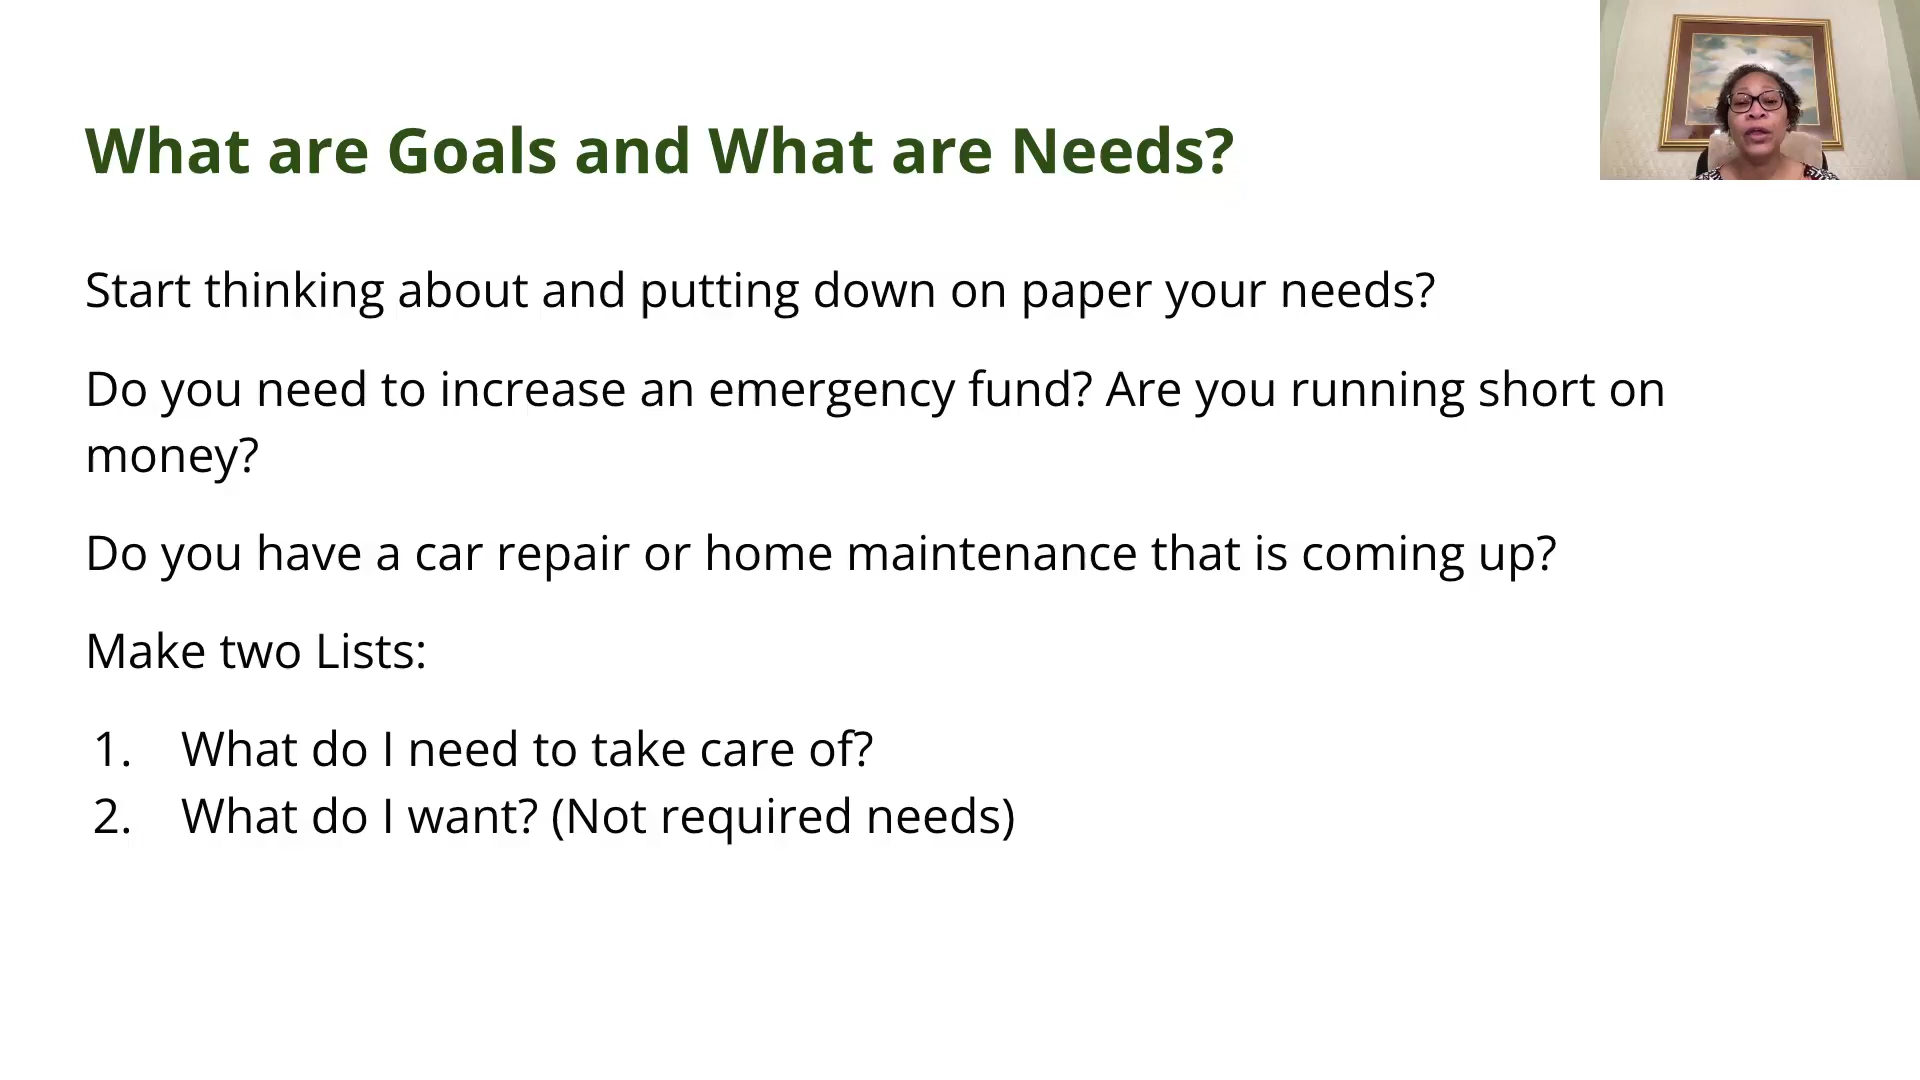 What are Goals and What are Needs?
Start thinking about and putting down on paper your needs?
Do you need to increase an emergency fund? Are you running short on
money?
Do you have a car repair or home maintenance that is coming up?
Make two Lists:
1. What do I need to take care of?
2. What do I want? (Not required needs)